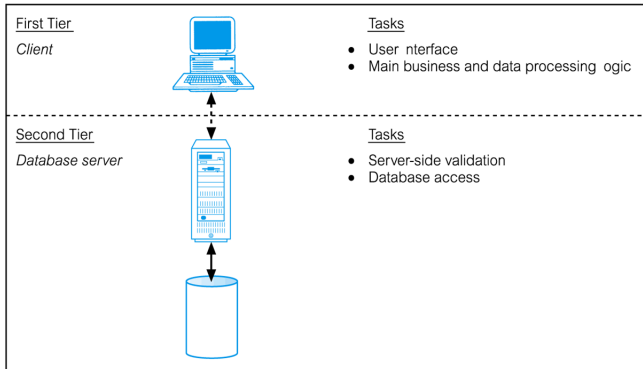 First Tier
Tasks
Client
● User nterface
● Main business and data processing ogic
Second Tier
Tasks
Database server
● Server-side validation
● Database access